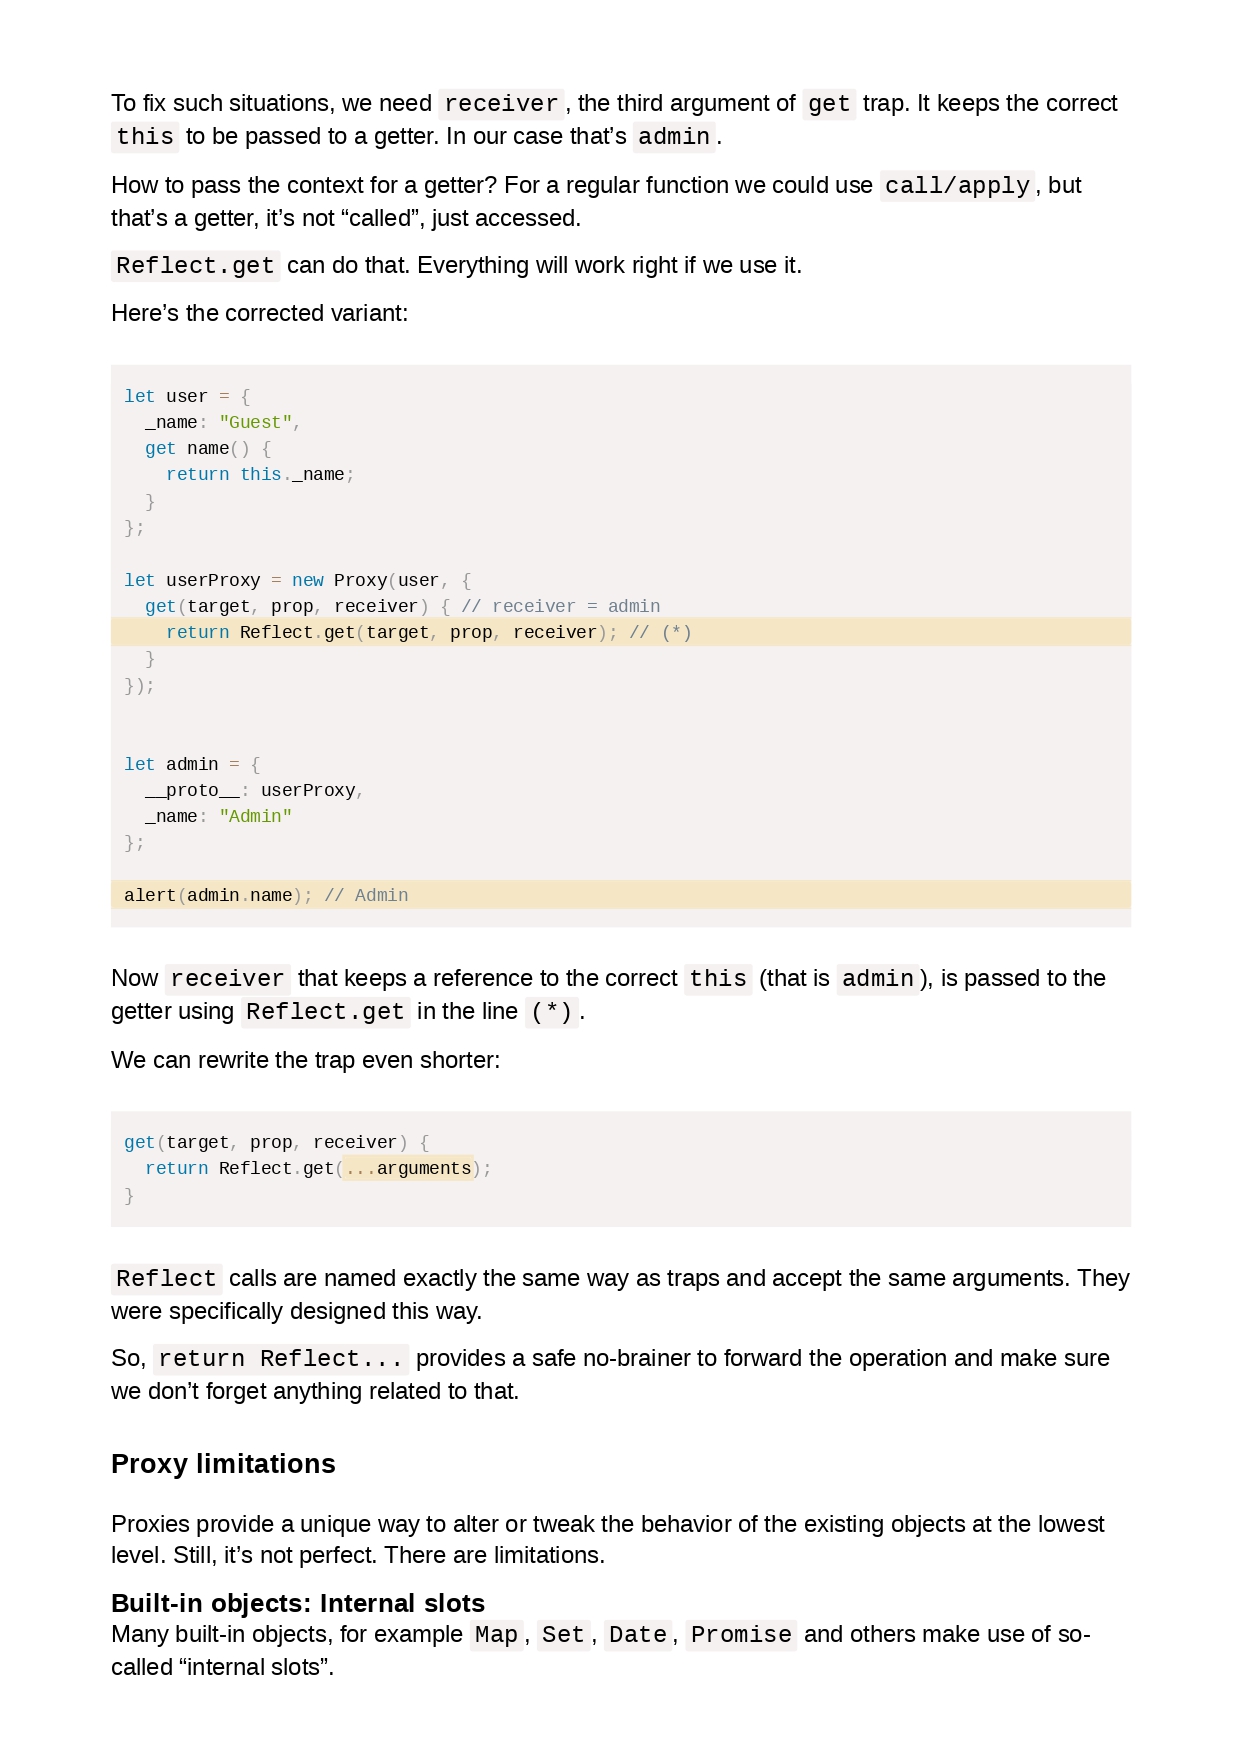 To fix such situations, we need receiver, the third argument of get trap. It keeps the correct
this to be passed to a getter. In our case that’s admin.
How to pass the context for a getter? For a regular function we could use call/apply, but
that’s a getter, it’s not “called”, just accessed.
Reflect.get can do that. Everything will work right if we use it.
Here’s the corrected variant:
let user = {
  _name: "Guest",
  get name() {
    return this._name;
  }
};
let userProxy = new Proxy(user, {
  get(target, prop, receiver) { // receiver = admin
    return Reflect.get(target, prop, receiver); // (*)
  }
});
let admin = {
  __proto__: userProxy,
  _name: "Admin"
};
alert(admin.name); // Admin
Now receiver that keeps a reference to the correct this (that is admin), is passed to the
getter using Reflect.get in the line (*).
We can rewrite the trap even shorter:
get(target, prop, receiver) {
  return Reflect.get(...arguments);
}
Reflect calls are named exactly the same way as traps and accept the same arguments. They
were specifically designed this way.
So, return Reflect... provides a safe no-brainer to forward the operation and make sure
we don’t forget anything related to that.
Proxy limitations
Proxies provide a unique way to alter or tweak the behavior of the existing objects at the lowest
level. Still, it’s not perfect. There are limitations.
Built-in objects: Internal slots
Many built-in objects, for example Map, Set, Date, Promise and others make use of so-
called “internal slots”.